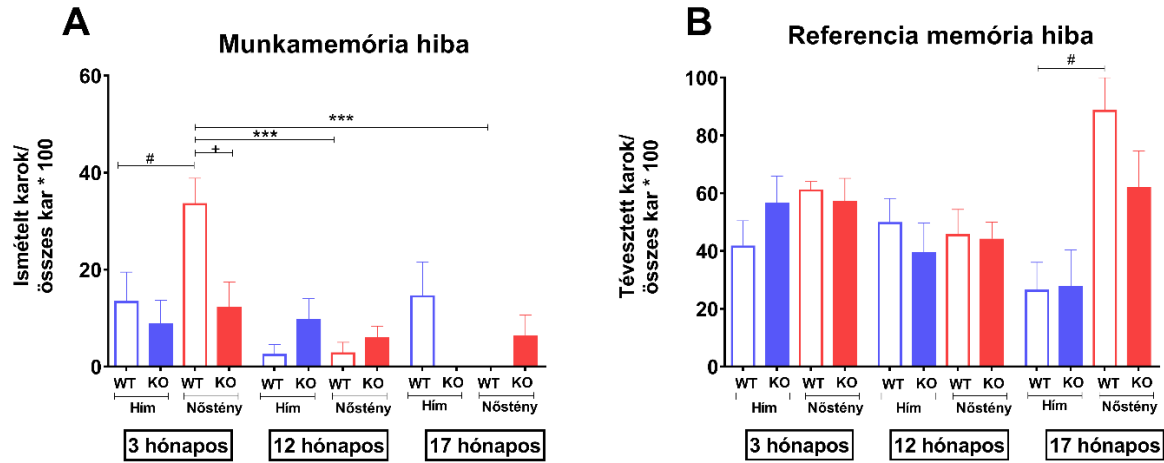 A
Munkamemória hiba
Ismételt karok/
összes kar * 100
60
40
20
0
#
***
+
***
WT KO WT KO WT KO WT KO WT KO WT KO
Hím Nőstény Hím Nőstény Hím Nőstény
3 hónapos 12 hónapos 17 hónapos
B
Referencia memória hiba
Tévesztett karok/
összes kar * 100
100
80
60
40
20
0
#
WT KO WT KO WT KO WT KO WT KO WT KO
Hím Nőstény Hím Nőstény Hím Nőstény
3 hónapos 12 hónapos 17 hónapos